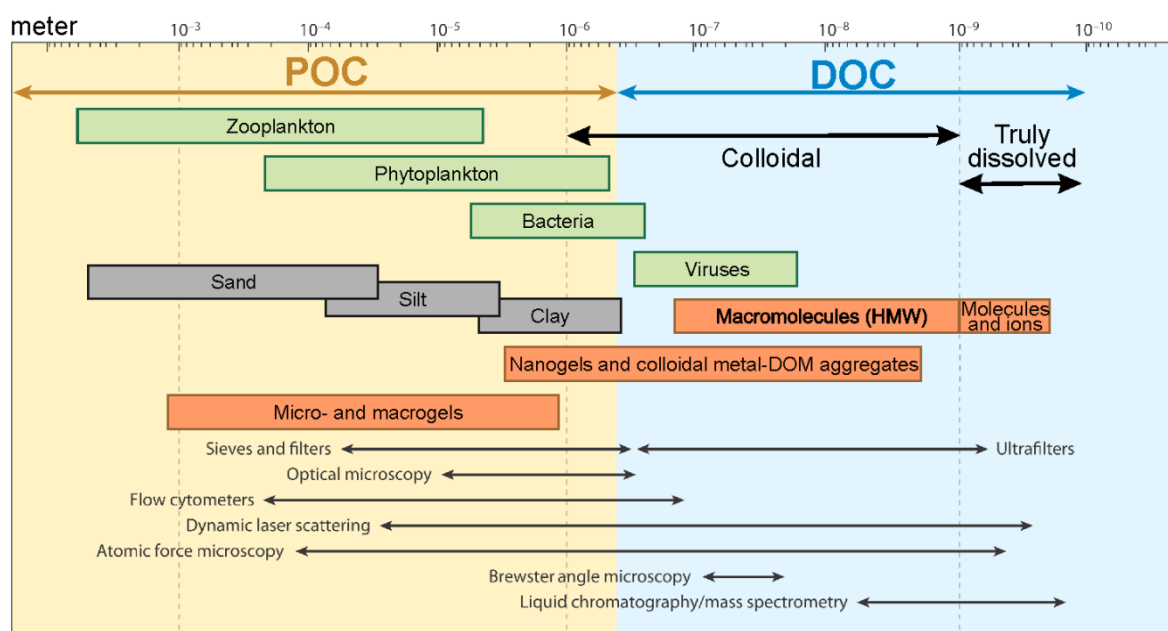 meter
10⁻³ 10⁻⁴ 10⁻⁵ 10⁻⁶ 10⁻⁷ 10⁻⁸ 10⁻⁹ 10⁻¹⁰
POC
DOC
Zooplankton
Colloidal
Truly
dissolved
Phytoplankton
Bacteria
Viruses
Sand
Silt
Clay
Macromolecules (HMW)
Molecules
and ions
Nanogels and colloidal metal-DOM aggregates
Micro- and macrogels
Sieves and filters
Ultrafilters
Optical microscopy
Flow cytometers
Dynamic laser scattering
Atomic force microscopy
Brewster angle microscopy
Liquid chromatography/mass spectrometry